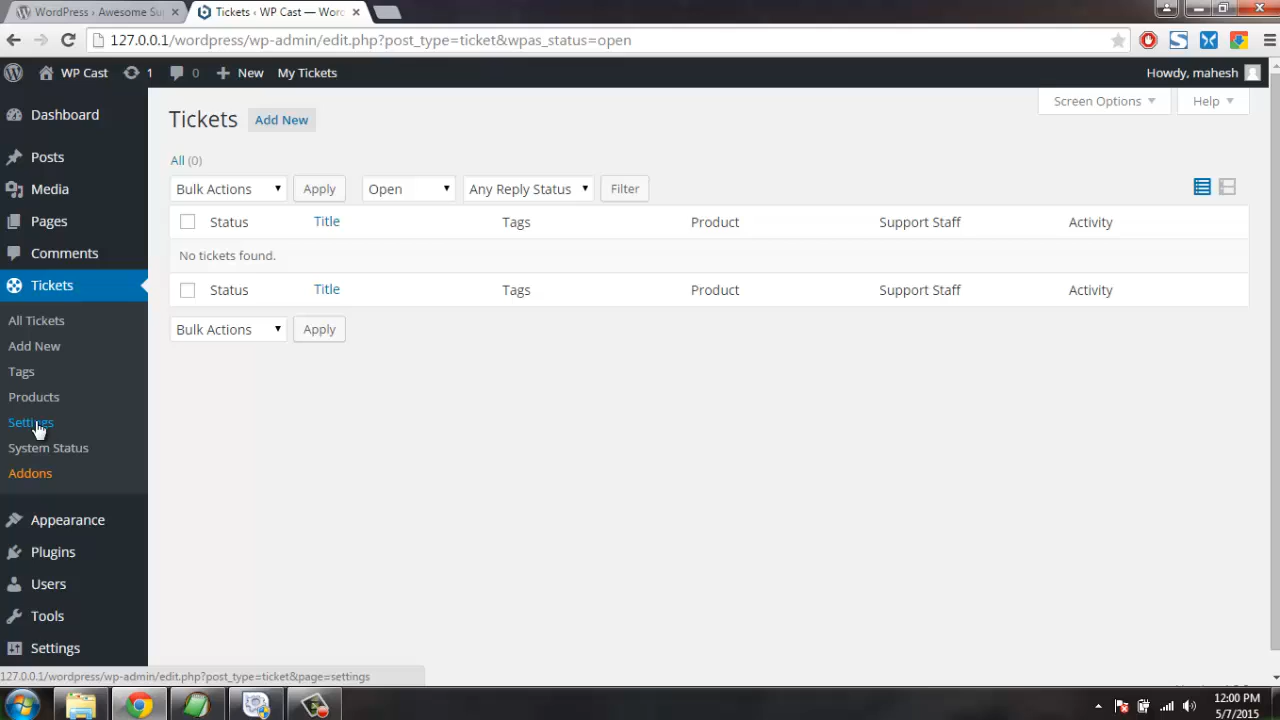 WordPress › Awesome Su
Tickets ‹ WP Cast — Wor
127.0.0.1/wordpress/wp-admin/edit.php?post_type=ticket&wpas_status=open
WP Cast 1 0 New My Tickets Howdy, mahesh
Screen Options Help
Tickets Add New
All (0)
Bulk Actions Apply Open Any Reply Status Filter
Status Title Tags Product Support Staff Activity
No tickets found.
Status Title Tags Product Support Staff Activity
Bulk Actions Apply
Dashboard
Posts
Media
Pages
Comments
Tickets
All Tickets
Add New
Tags
Products
Settings
System Status
Addons
Appearance
Plugins
Users
Tools
Settings
127.0.0.1/wordpress/wp-admin/edit.php?post_type=ticket&page=settings
12:00 PM
5/7/2015